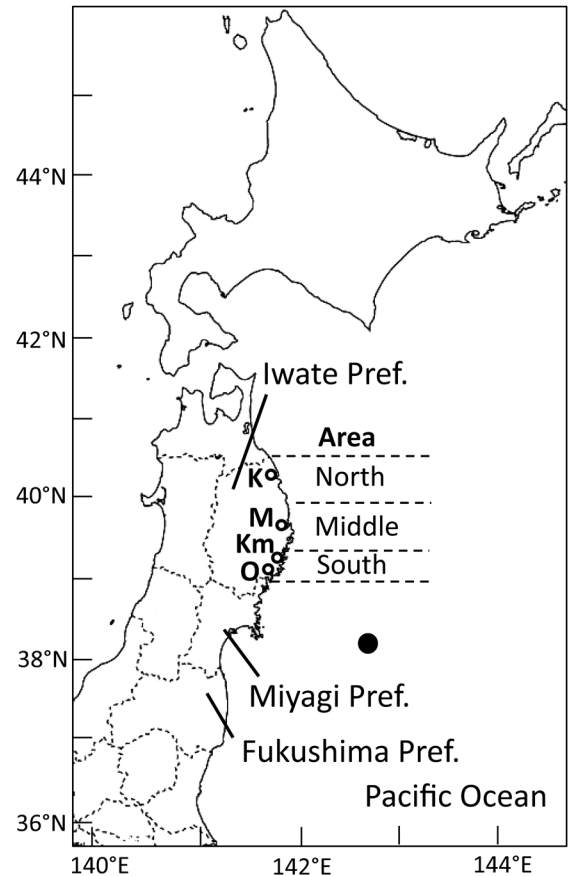 44°N
42°N
Iwate Pref.
Area
K
North
40°N
M
Middle
Km
O
South
38°N
Miyagi Pref.
Fukushima Pref.
Pacific Ocean
36°N
140°E
142°E
144°E